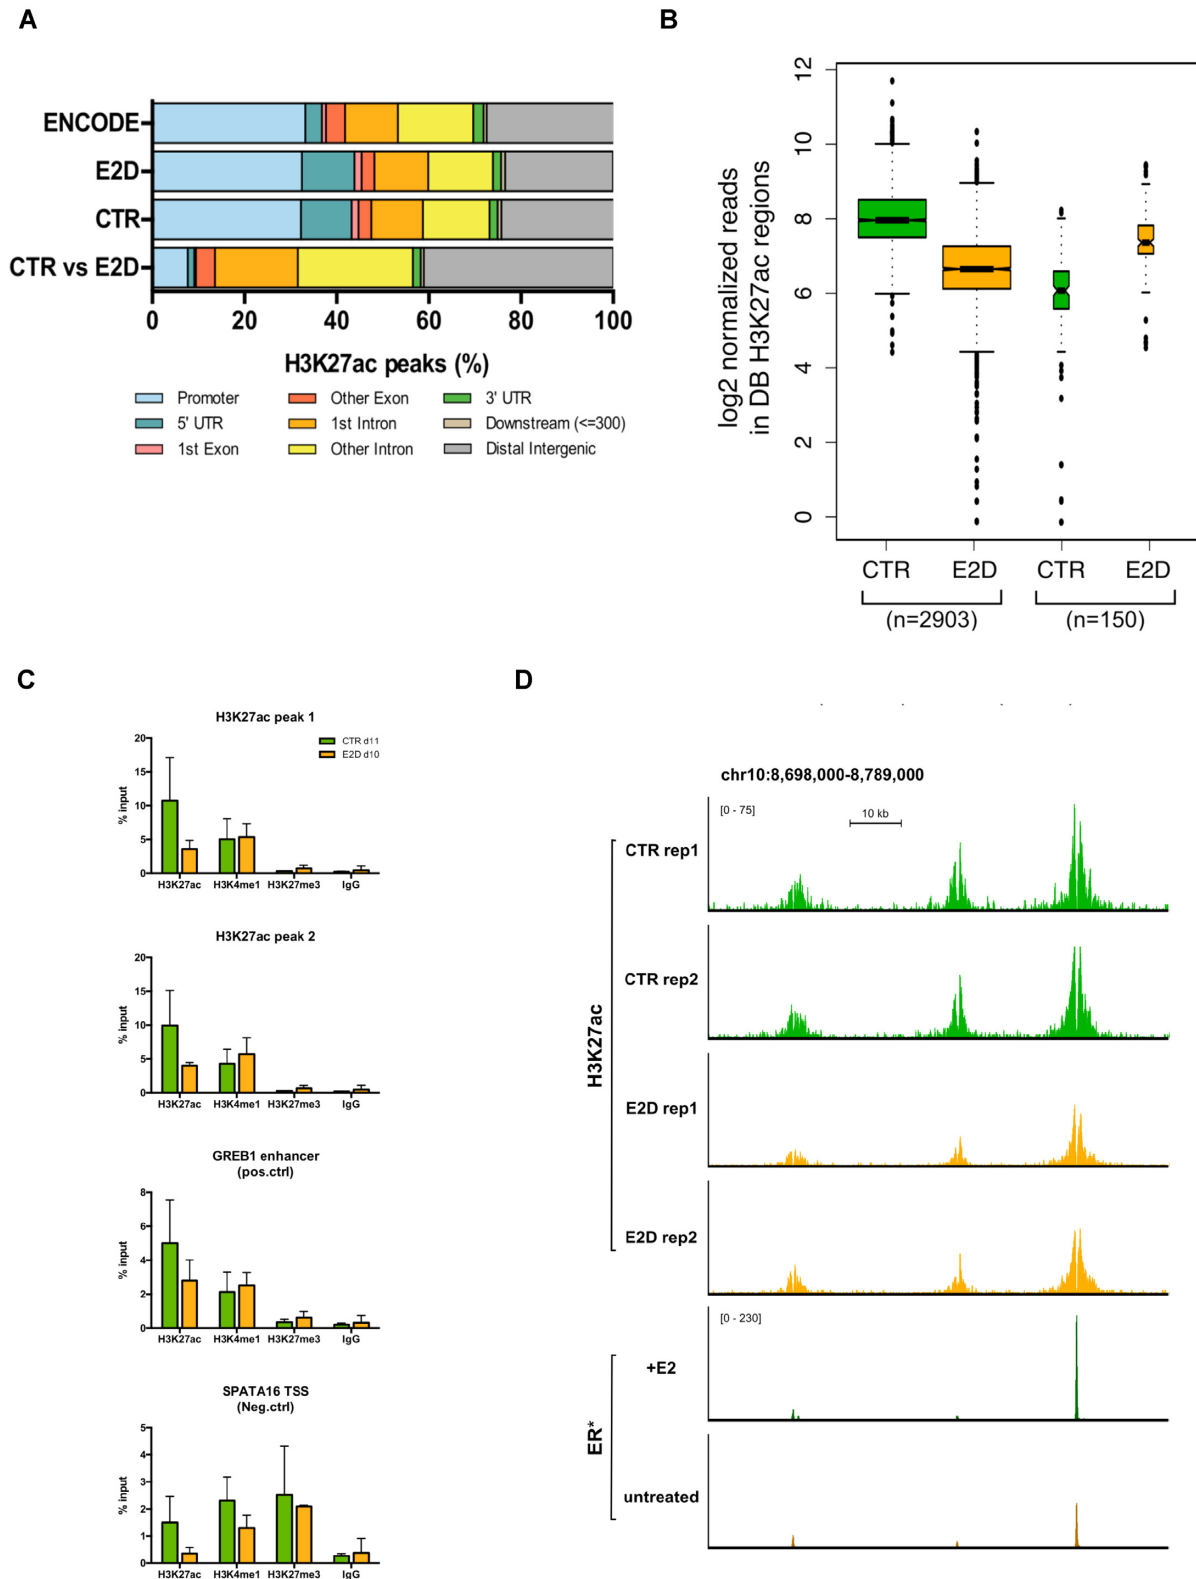 A
ENCODE
E2D
CTR
CTR vs E2D
0 20 40 60 80 100
H3K27ac peaks (%)
Promoter Other Exon 3' UTR
5' UTR 1st Intron Downstream (<=300)
1st Exon Other Intron Distal Intergenic
B
log2 normalized reads
in DB H3K27ac regions
12
10
8
6
4
2
0
CTR E2D CTR E2D
(n=2903) (n=150)
C
H3K27ac peak 1
CTR d11
E2D d10
% input
20
15
10
5
0
H3K27ac H3K4me1 H3K27me3 IgG
H3K27ac peak 2
% input
20
15
10
5
0
H3K27ac H3K4me1 H3K27me3 IgG
GREB1 enhancer
(pos.ctrl)
% input
8
6
4
2
0
H3K27ac H3K4me1 H3K27me3 IgG
SPATA16 TSS
(Neg.ctrl)
% input
5
4
3
2
1
0
H3K27ac H3K4me1 H3K27me3 IgG
D
chr10:8,698,000-8,789,000
[0 - 75]
10 kb
H3K27ac
CTR rep1
CTR rep2
E2D rep1
E2D rep2
[0 - 230]
ER*
+E2
untreated